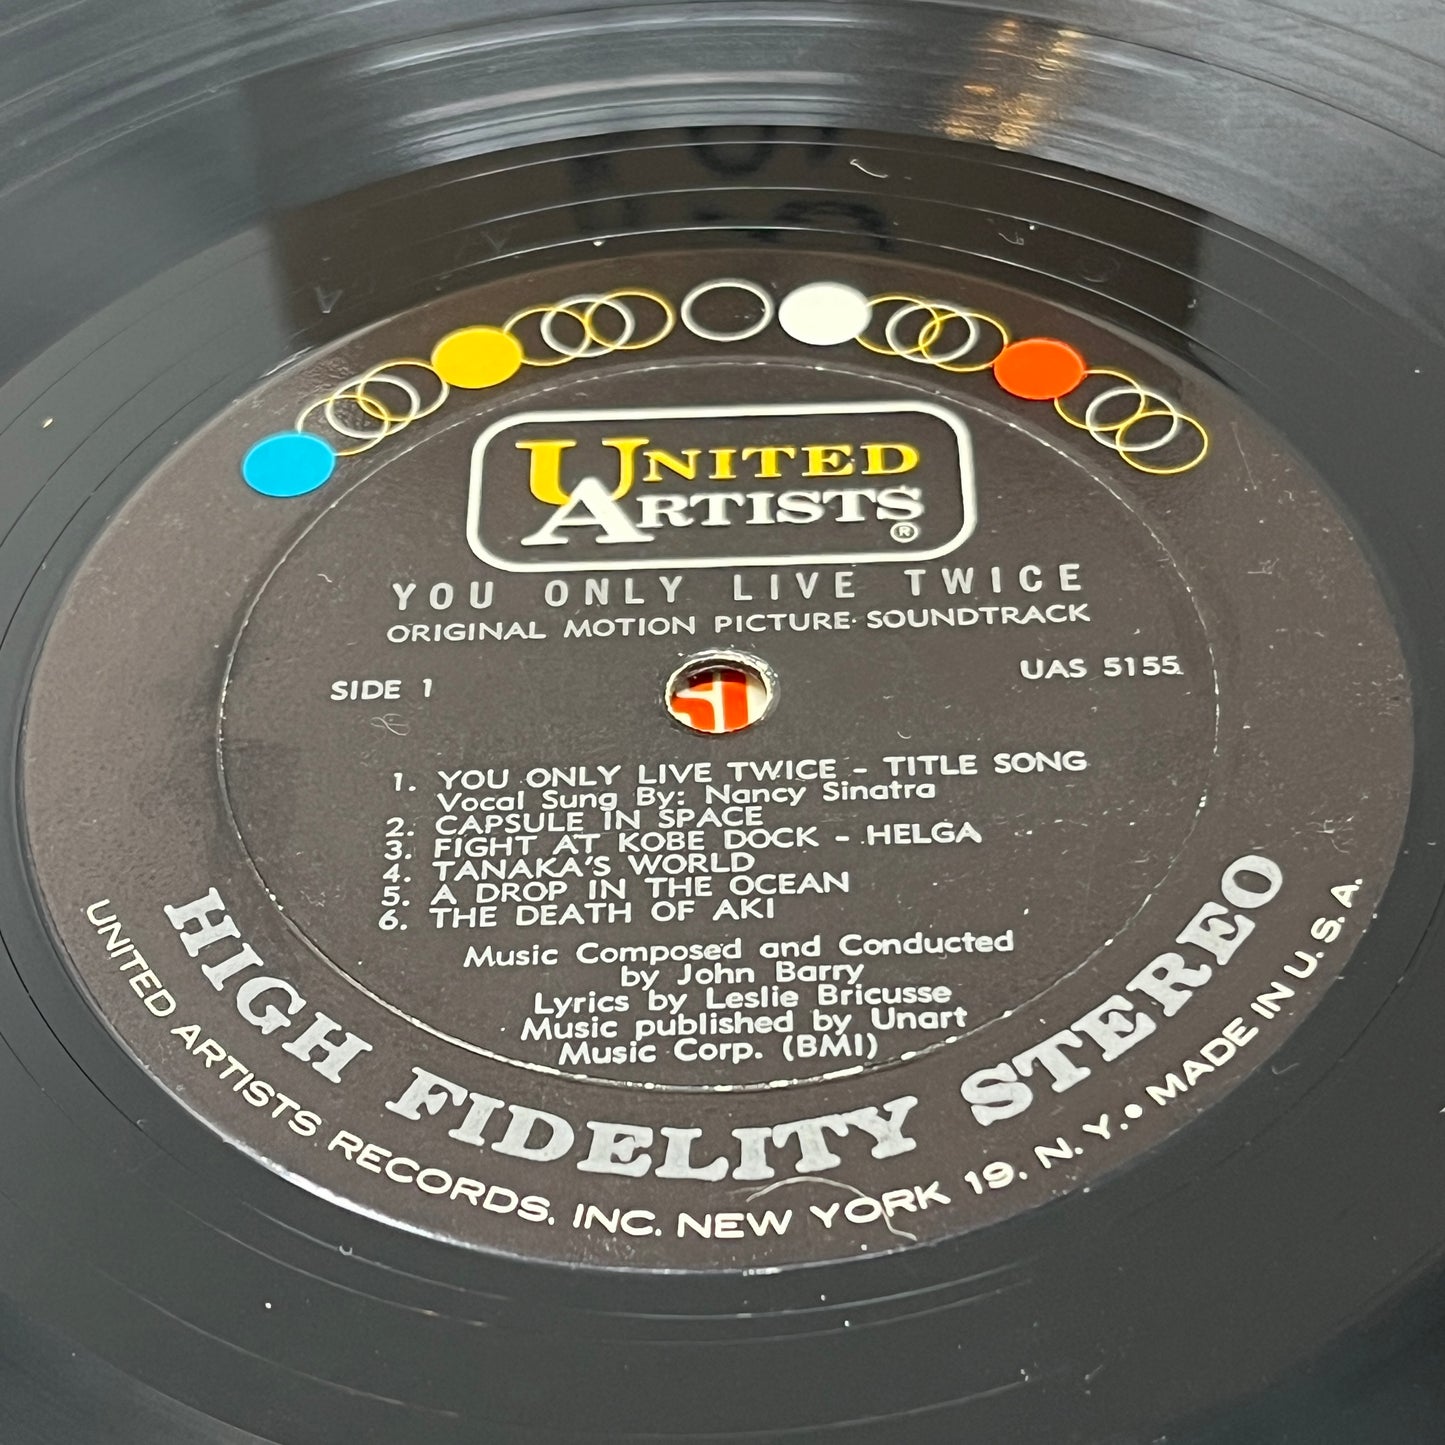 UNITED
ARTISTS®
YOU ONLY LIVE TWICE
ORIGINAL MOTION PICTURE SOUNDTRACK
SIDE 1
UAS 5155
1. YOU ONLY LIVE TWICE - TITLE SONG
Vocal Sung By: Nancy Sinatra
2. CAPSULE IN SPACE
3. FIGHT AT KOBE DOCK - HELGA
4. TANAKA'S WORLD
5. A DROP IN THE OCEAN
6. THE DEATH OF AKI
Music Composed and Conducted
by John Barry
Lyrics by Leslie Bricusse
Music published by Unart
Music Corp. (BMI)
HIGH FIDELITY STEREO
UNITED ARTISTS RECORDS, INC. NEW YORK 19, N. Y. • MADE IN U. S. A.